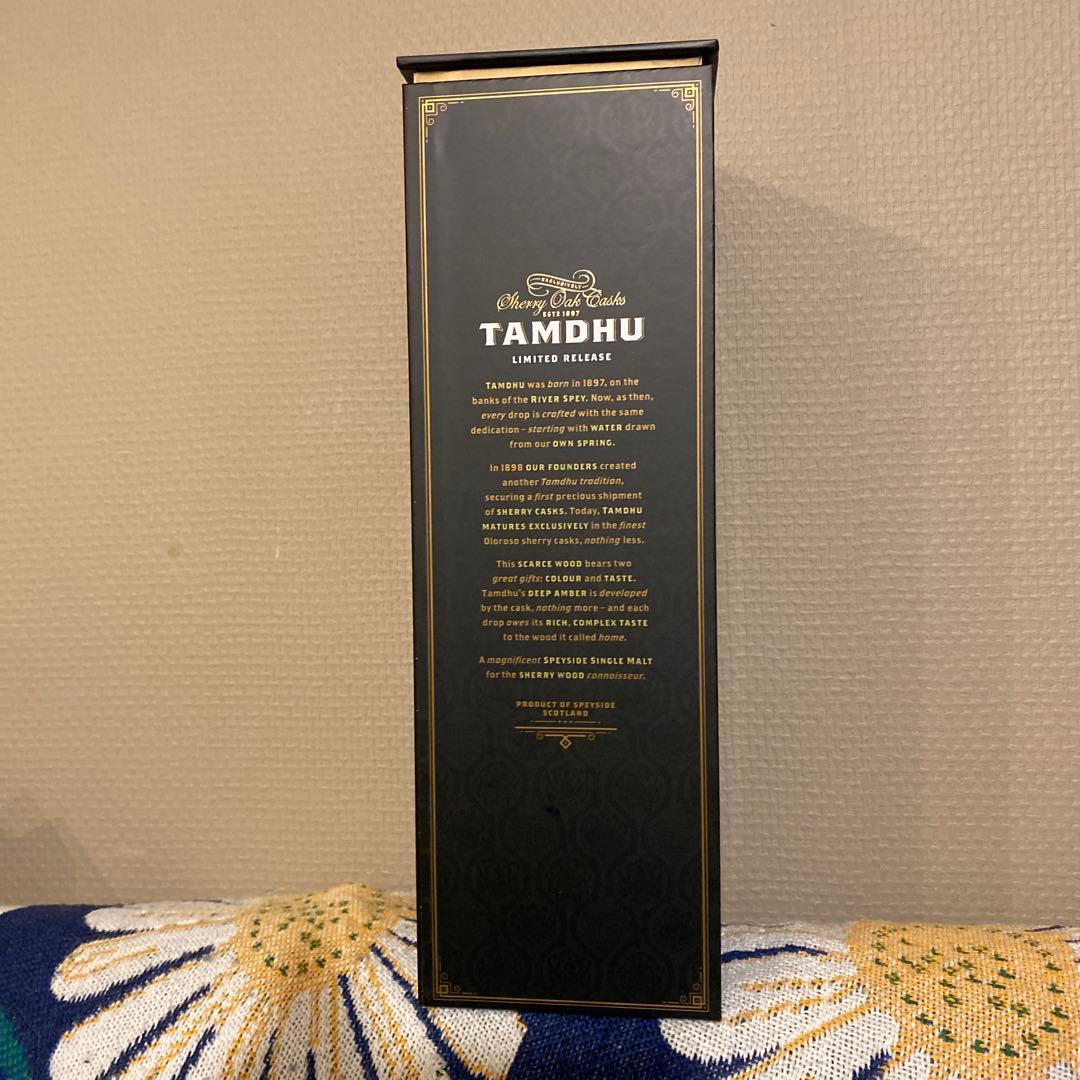 EXCLUSIVELY
Sherry Oak Casks
ESTD 1897
TAMDHU
LIMITED RELEASE
TAMDHU was born in 1897, on the
banks of the RIVER SPEY. Now, as then,
every drop is crafted with the same
dedication – starting with WATER drawn
from our OWN SPRING.
In 1898 OUR FOUNDERS created
another Tamdhu tradition,
securing a first precious shipment
of SHERRY CASKS. Today, TAMDHU
MATURES EXCLUSIVELY in the finest
Oloroso sherry casks, nothing less.
This SCARCE WOOD bears two
great gifts: COLOUR and TASTE.
Tamdhu's DEEP AMBER is developed
by the cask, nothing more – and each
drop owes its RICH, COMPLEX TASTE
to the wood it called home.
A magnificent SPEYSIDE SINGLE MALT
for the SHERRY WOOD connoisseur.
PRODUCT OF SPEYSIDE
SCOTLAND